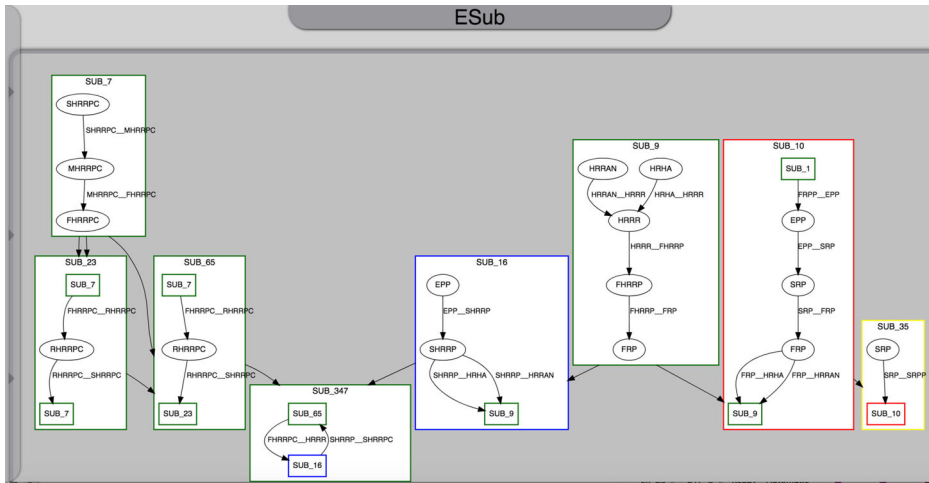 ESub
SUB_7
SHRRPC
SHRRPC__MHRRPC
MHRRPC
MHRRPC__FHRRPC
FHRRPC
SUB_23
SUB_7
FHRRPC__RHRRPC
RHRRPC
RHRRPC__SHRRPC
SUB_7
SUB_65
SUB_7
FHRRPC__RHRRPC
RHRRPC
RHRRPC__SHRRPC
SUB_23
SUB_347
SUB_65
FHRRPC__HRRR
SHRRP__SHRRPC
SUB_16
SUB_16
EPP
EPP__SHRRP
SHRRP
SHRRP__HRHA
SHRRP__HRRAN
SUB_9
SUB_9
HRRAN
HRHA
HRRAN__HRRR
HRHA__HRRR
HRRR
HRRR__FHRRP
FHRRP
FHRRP__FRP
FRP
SUB_10
SUB_1
FRPP__EPP
EPP
EPP__SRP
SRP
SRP__FRP
FRP
FRP__HRHA
FRP__HRRAN
SUB_9
SUB_35
SRP
SRP__SRPP
SUB_10